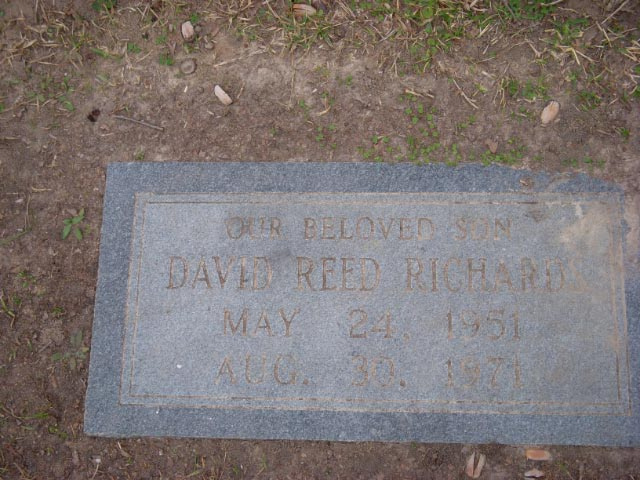 OUR BELOVED SON
DAVID REED RICHARDS
MAY 24, 1951
AUG. 30, 1971